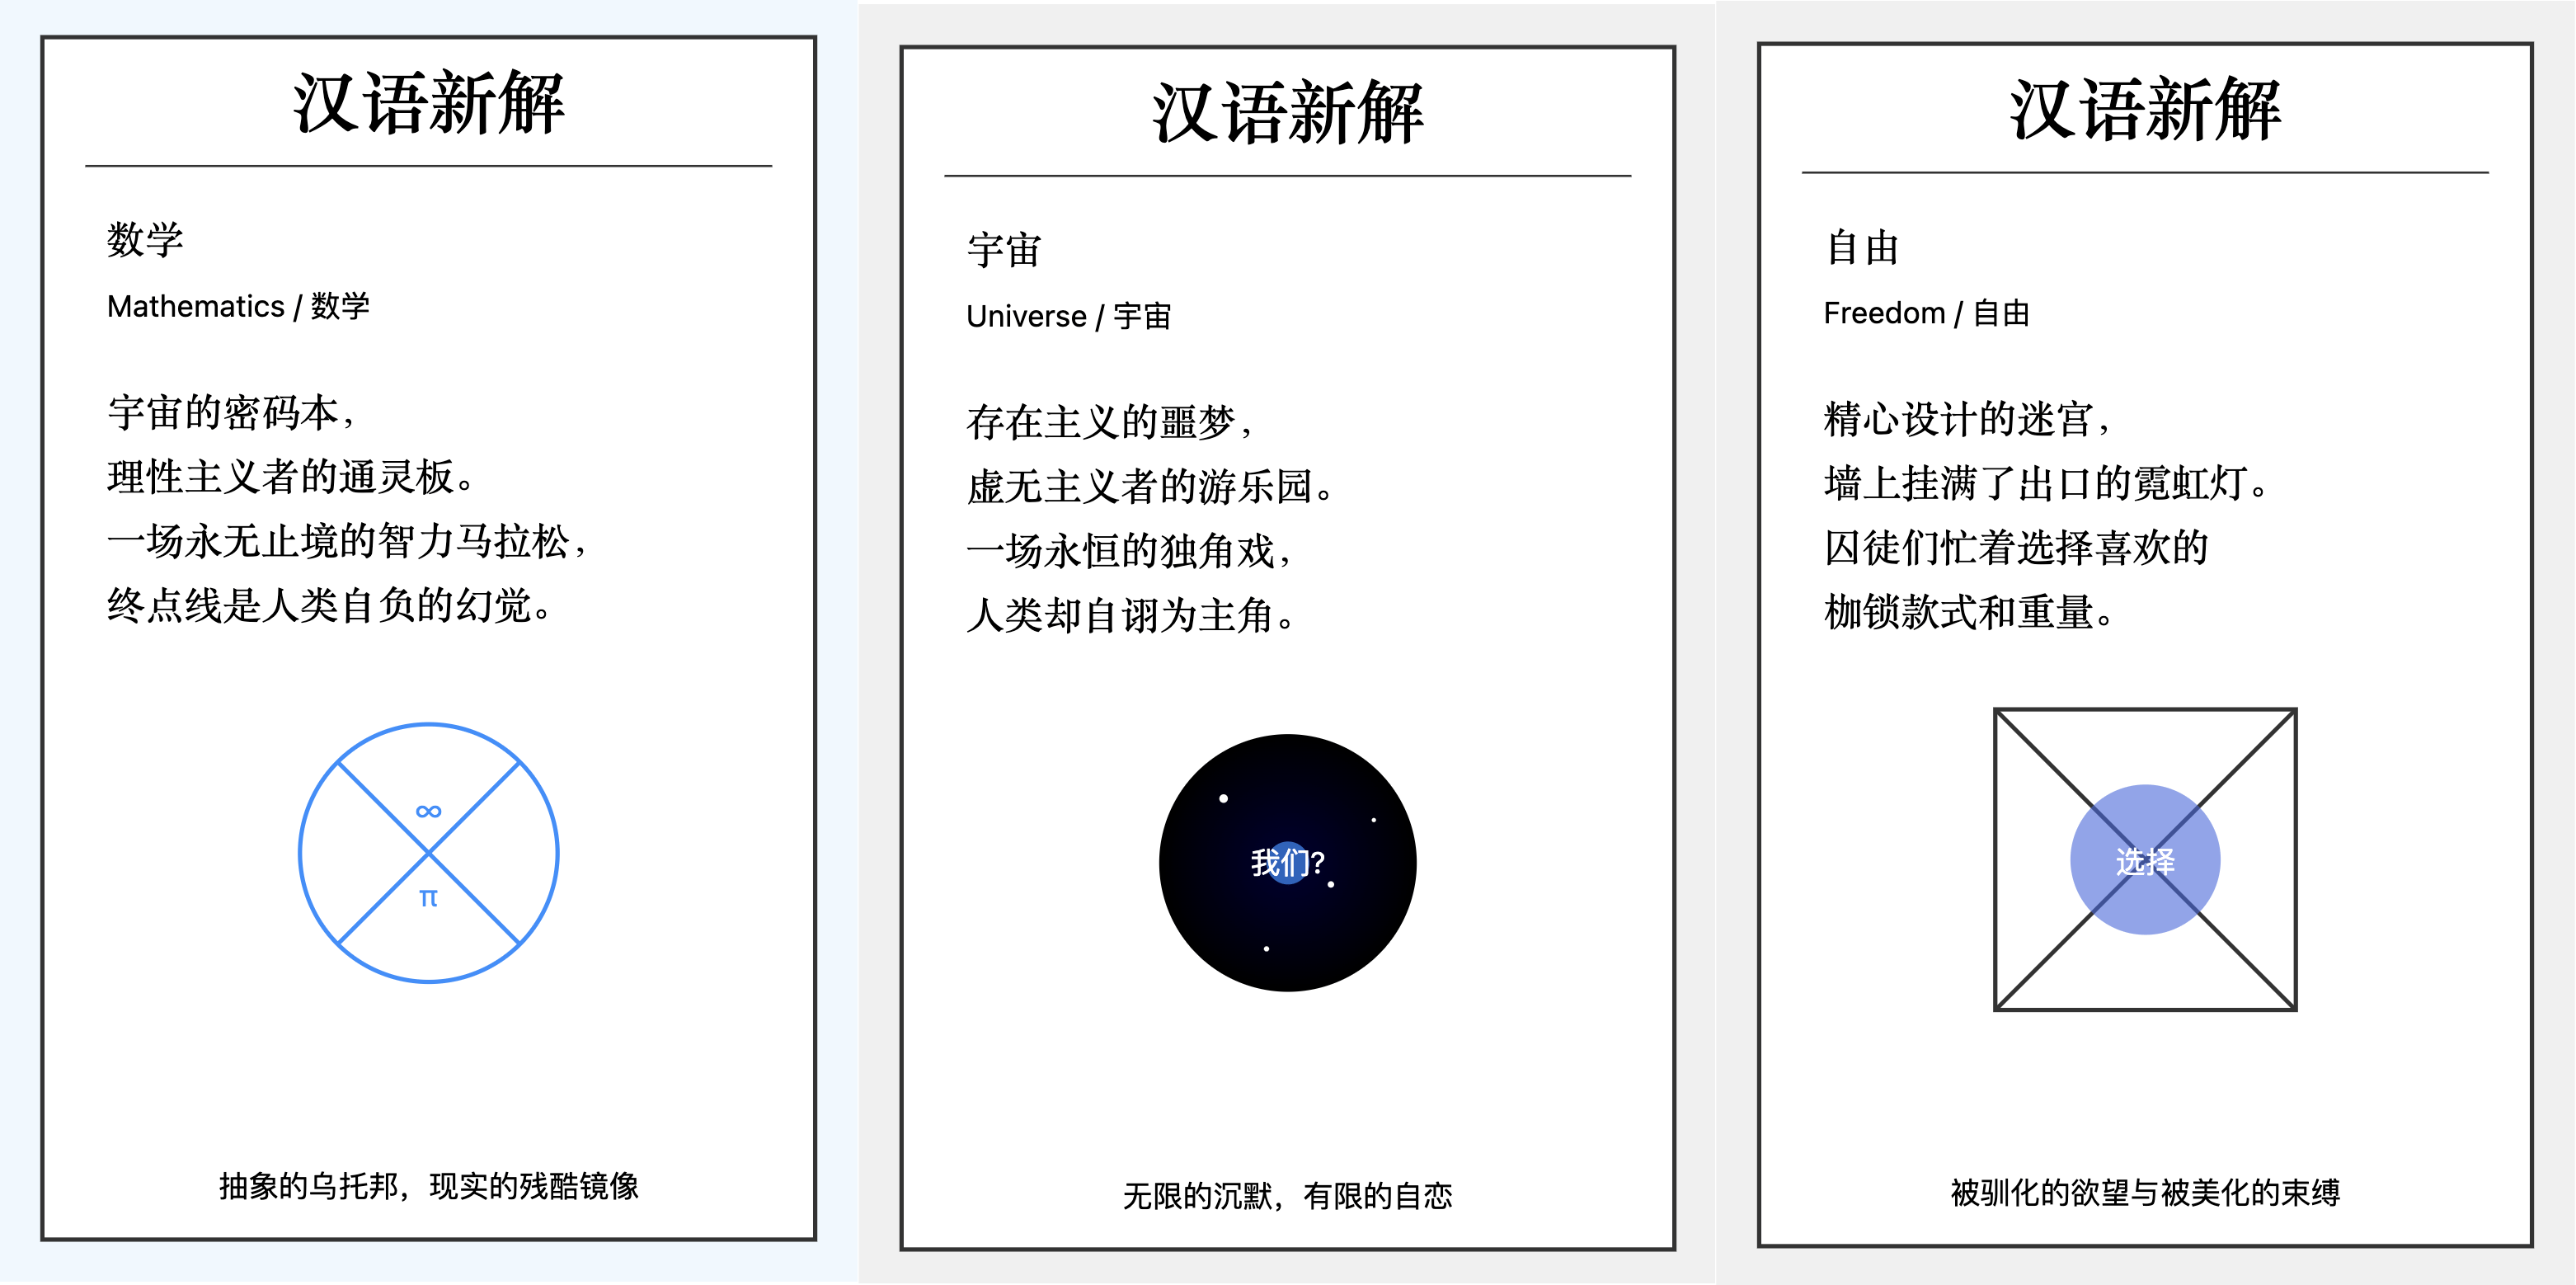 汉语新解
数学
Mathematics / 数学
宇宙的密码本，
理性主义者的通灵板。
一场永无止境的智力马拉松，
终点线是人类自负的幻觉。
∞
π
抽象的乌托邦，现实的残酷镜像
汉语新解
宇宙
Universe / 宇宙
存在主义的噩梦，
虚无主义者的游乐园。
一场永恒的独角戏，
人类却自诩为主角。
我们?
无限的沉默，有限的自恋
汉语新解
自由
Freedom / 自由
精心设计的迷宫，
墙上挂满了出口的霓虹灯。
囚徒们忙着选择喜欢的
枷锁款式和重量。
选择
被驯化的欲望与被美化的束缚